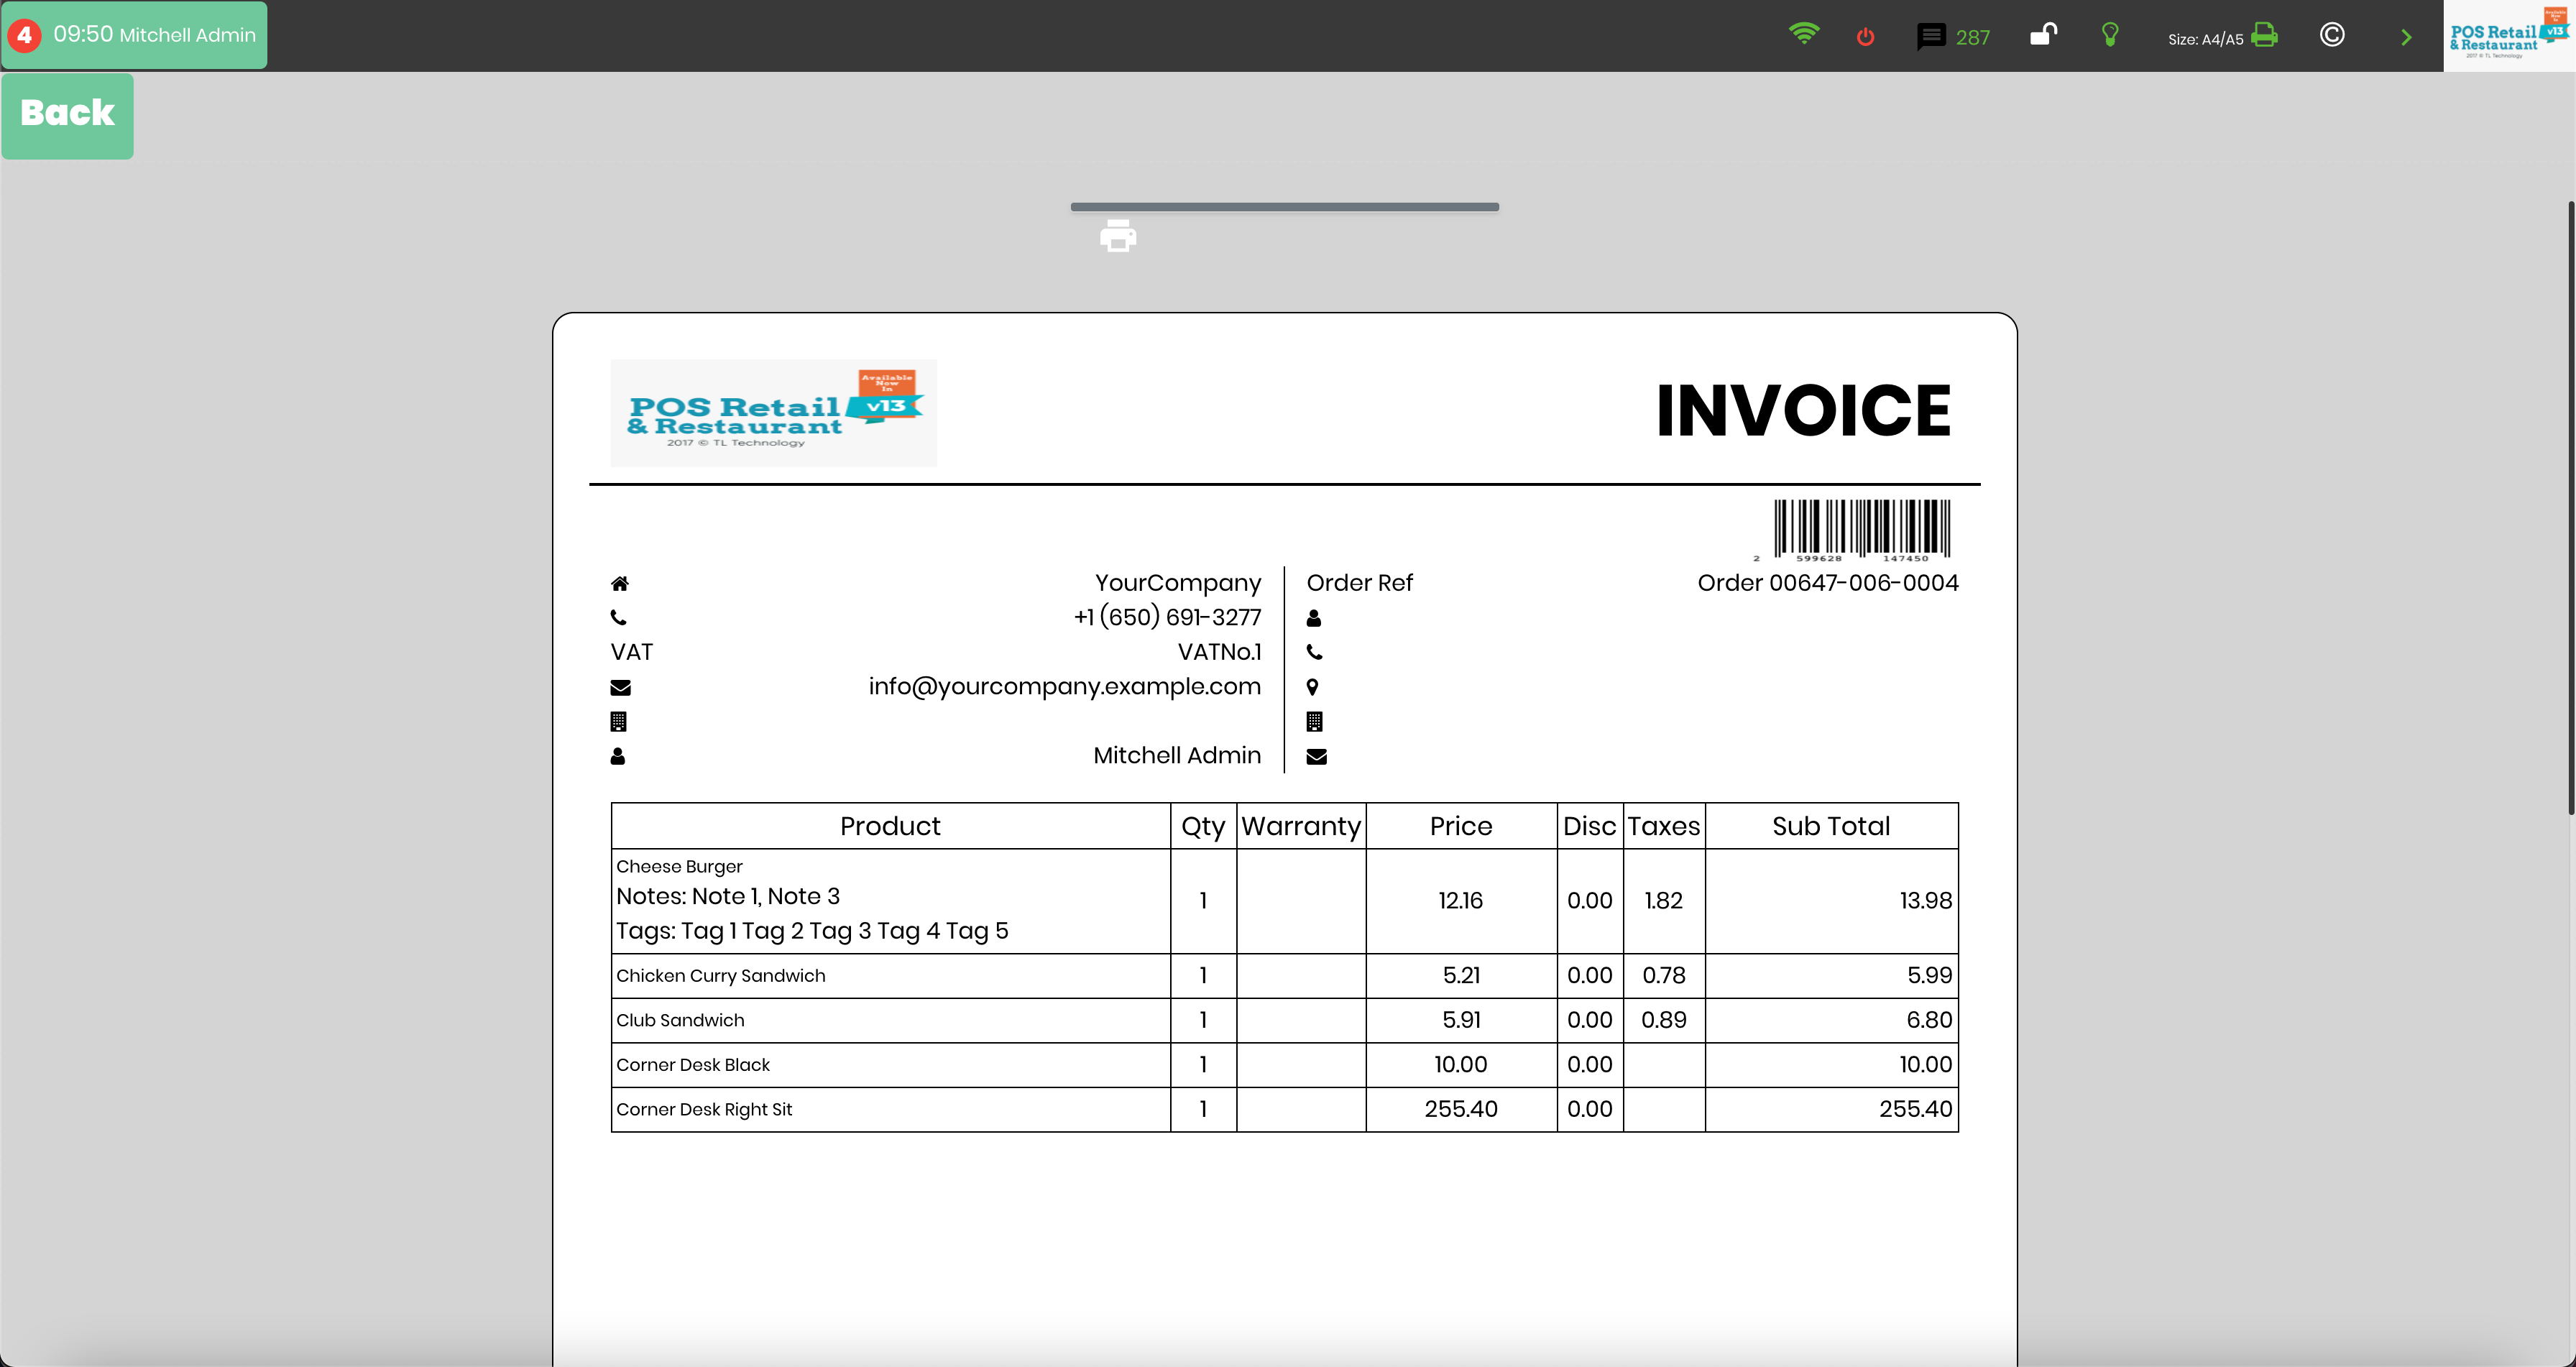 4 09:50 Mitchell Admin
287
Size: A4/A5
©
Available
Now
In
v13
POS Retail
& Restaurant
2017 © TL Technology
Back
Available
Now
In
v13
POS Retail
& Restaurant
2017 © TL Technology
INVOICE
2 599628 147450
YourCompany
+1 (650) 691-3277
VAT VATNo.1
info@yourcompany.example.com
Mitchell Admin
Order Ref Order 00647-006-0004
Product Qty Warranty Price Disc Taxes Sub Total
Cheese Burger
Notes: Note 1, Note 3
Tags: Tag 1 Tag 2 Tag 3 Tag 4 Tag 5
1 12.16 0.00 1.82 13.98
Chicken Curry Sandwich 1 5.21 0.00 0.78 5.99
Club Sandwich 1 5.91 0.00 0.89 6.80
Corner Desk Black 1 10.00 0.00 10.00
Corner Desk Right Sit 1 255.40 0.00 255.40